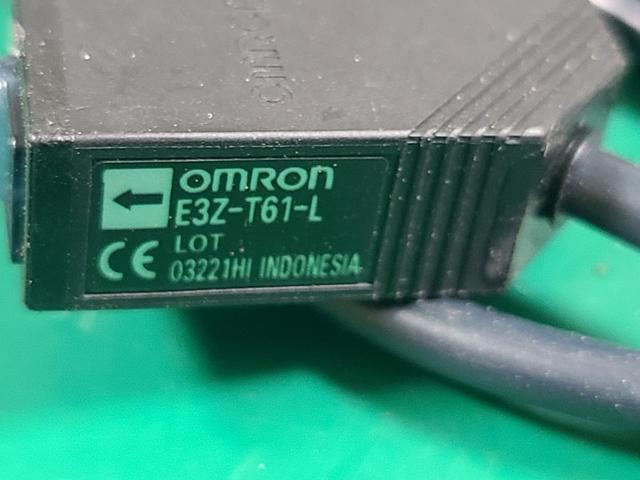 OMRON
E3Z-T61-L
LOT
CE
03221HI INDONESIA